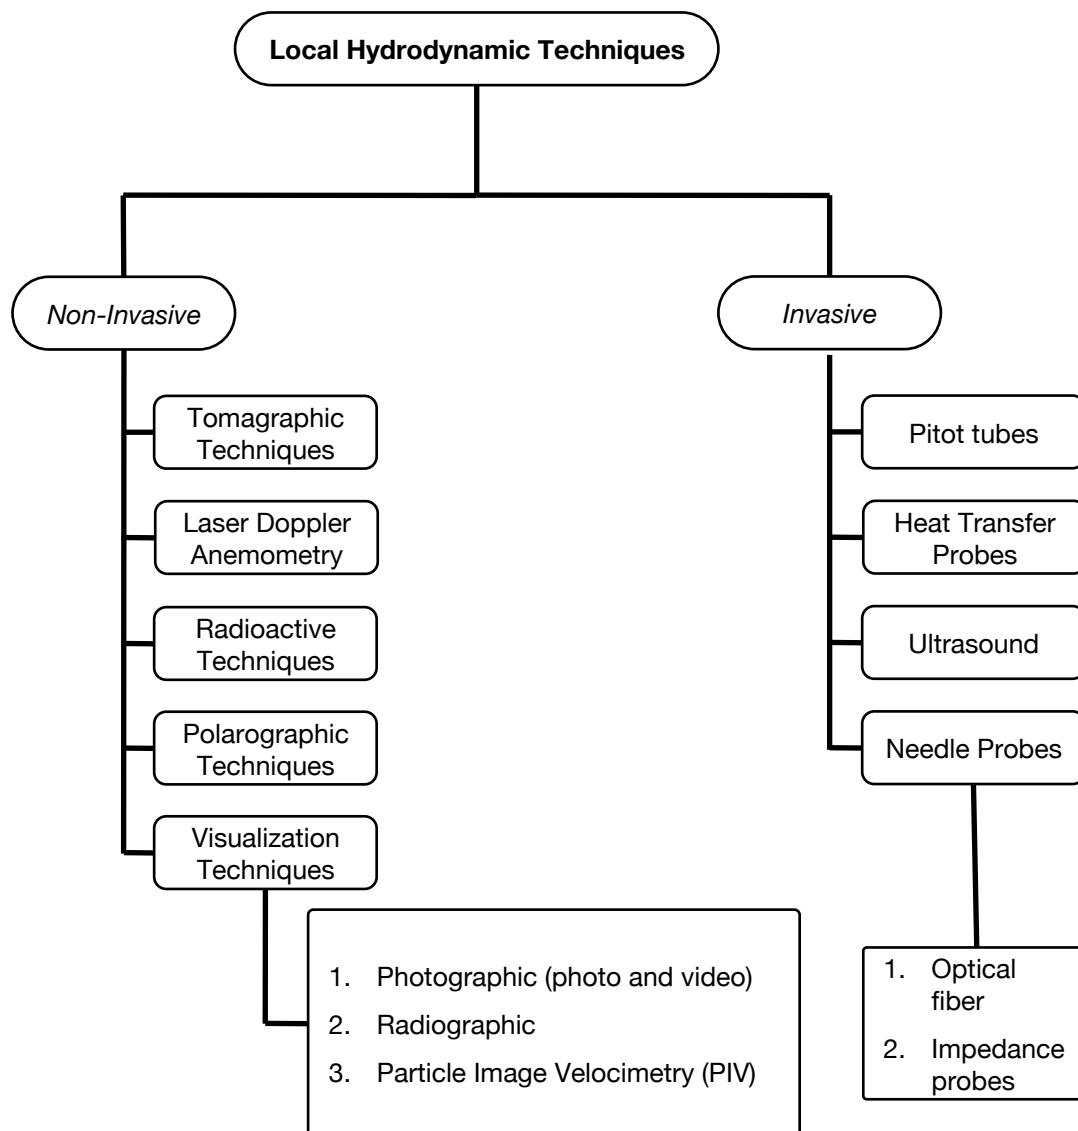 Local Hydrodynamic Techniques
Non-Invasive
Tomagraphic
Techniques
Laser Doppler
Anemometry
Radioactive
Techniques
Polarographic
Techniques
Visualization
Techniques
1. Photographic (photo and video)
2. Radiographic
3. Particle Image Velocimetry (PIV)
Invasive
Pitot tubes
Heat Transfer
Probes
Ultrasound
Needle Probes
1. Optical
fiber
2. Impedance
probes